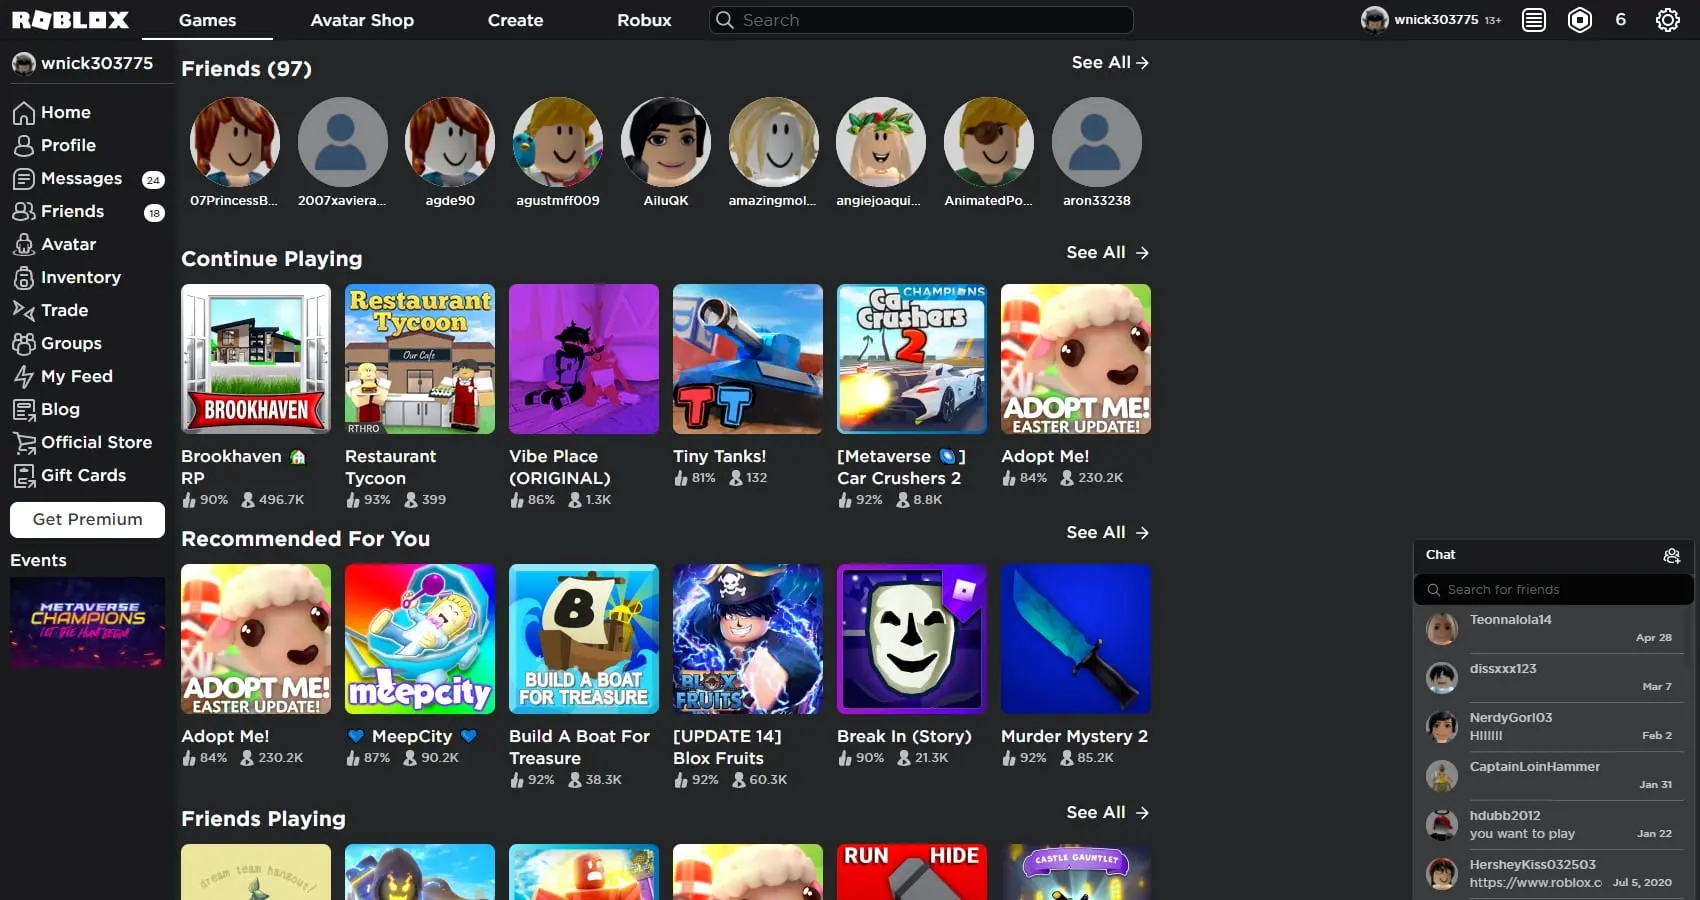 ROBLOX
Games
Avatar Shop
Create
Robux
Search
wnick303775 13+
6
wnick303775
Home
Profile
Messages 24
Friends 18
Avatar
Inventory
Trade
Groups
My Feed
Blog
Official Store
Gift Cards
Get Premium
Events
METAVERSE
CHAMPIONS
LET THE HUNT BEGIN
Friends (97)
See All
07PrincessB...
2007xaviera...
agde90
agustmff009
AiluQK
amazingmol...
angiejoaqui...
AnimatedPo...
aron33238
Continue Playing
See All
BROOKHAVEN
Restaurant
Tycoon
Our Cafe
RTHRO
TT
CHAMPIONS
Car
Crushers
2
ADOPT ME!
EASTER UPDATE!
Brookhaven
RP
90% 496.7K
Restaurant
Tycoon
93% 399
Vibe Place
(ORIGINAL)
86% 1.3K
Tiny Tanks!
81% 132
[Metaverse ]
Car Crushers 2
92% 8.8K
Adopt Me!
84% 230.2K
Recommended For You
See All
ADOPT ME!
EASTER UPDATE!
meepcity
B
BUILD A BOAT
FOR TREASURE
BLOX
FRUITS
Adopt Me!
84% 230.2K
MeepCity
87% 90.2K
Build A Boat For
Treasure
92% 38.3K
[UPDATE 14]
Blox Fruits
92% 60.3K
Break In (Story)
90% 21.3K
Murder Mystery 2
92% 85.2K
Friends Playing
See All
dream team hangout!
RUN HIDE
CASTLE GAUNTLET
Chat
Search for friends
Teonnalola14
Apr 28
dissxxx123
Mar 7
NerdyGorl03
HIIIIII
Feb 2
CaptainLoinHammer
Jan 31
hdubb2012
you want to play
Jan 22
HersheyKiss032503
https://www.roblox.c
Jul 5, 2020